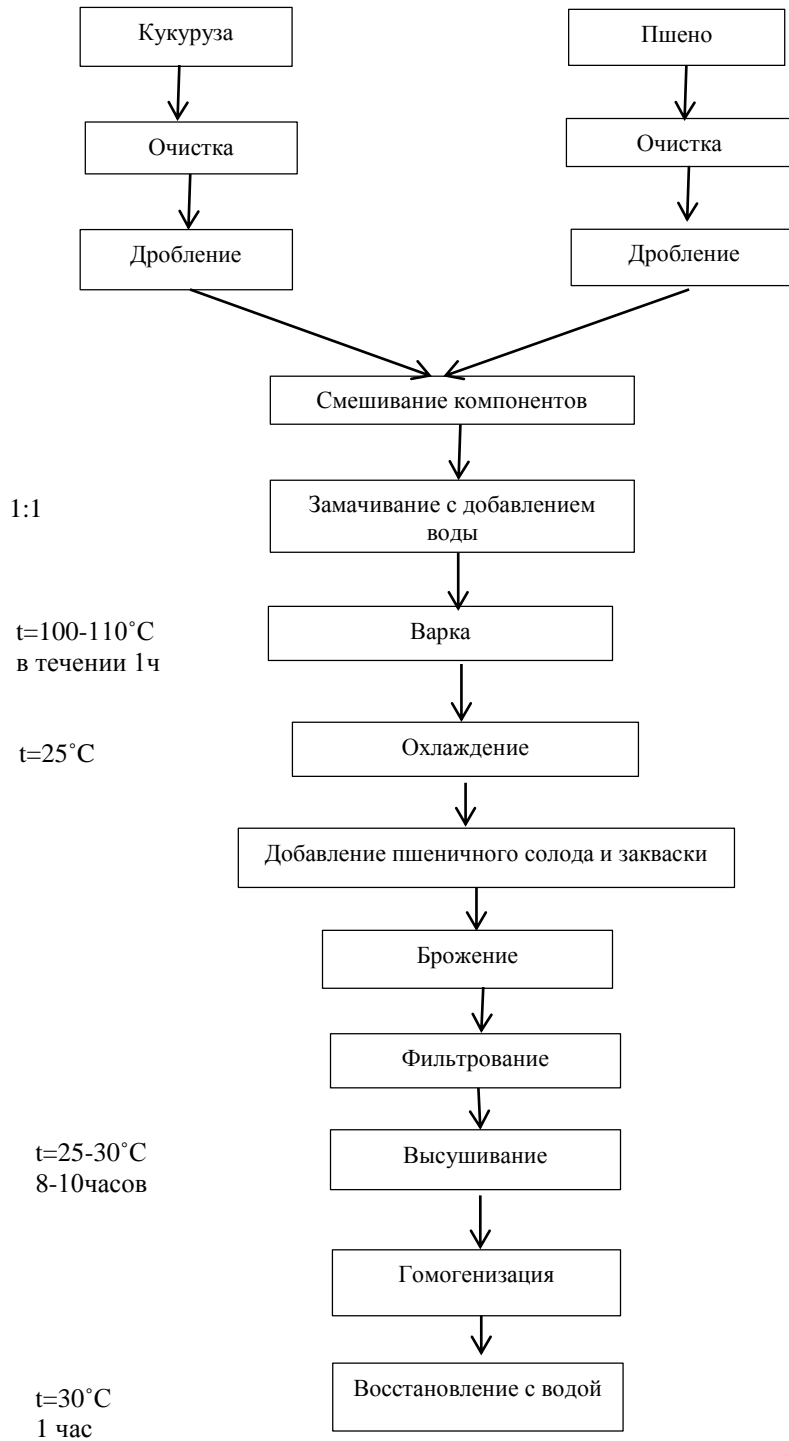 Кукуруза
Пшено
Очистка
Очистка
Дробление
Дробление
Смешивание компонентов
1:1
Замачивание с добавлением
воды
t=100-110˚С
в течении 1ч
Варка
t=25˚С
Охлаждение
Добавление пшеничного солода и закваски
Брожение
Фильтрование
t=25-30˚С
8-10часов
Высушивание
Гомогенизация
Восстановление с водой
t=30˚С
1 час